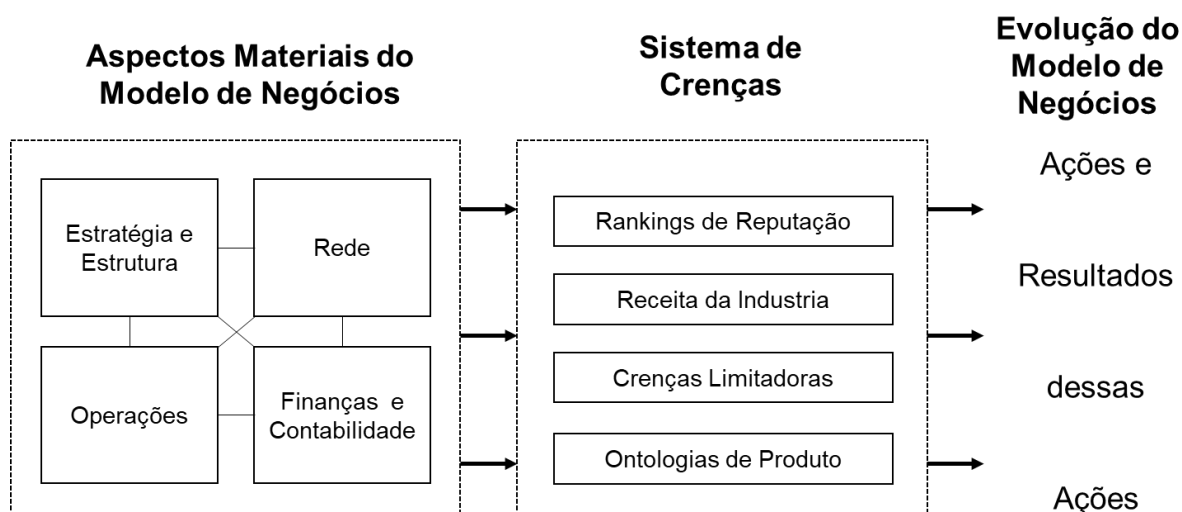 Aspectos Materiais do
Modelo de Negócios
Sistema de
Crenças
Evolução do
Modelo de
Negócios
Estratégia e
Estrutura
Rede
Operações
Finanças e
Contabilidade
Rankings de Reputação
Receita da Industria
Crenças Limitadoras
Ontologias de Produto
Ações e
Resultados
dessas
Ações